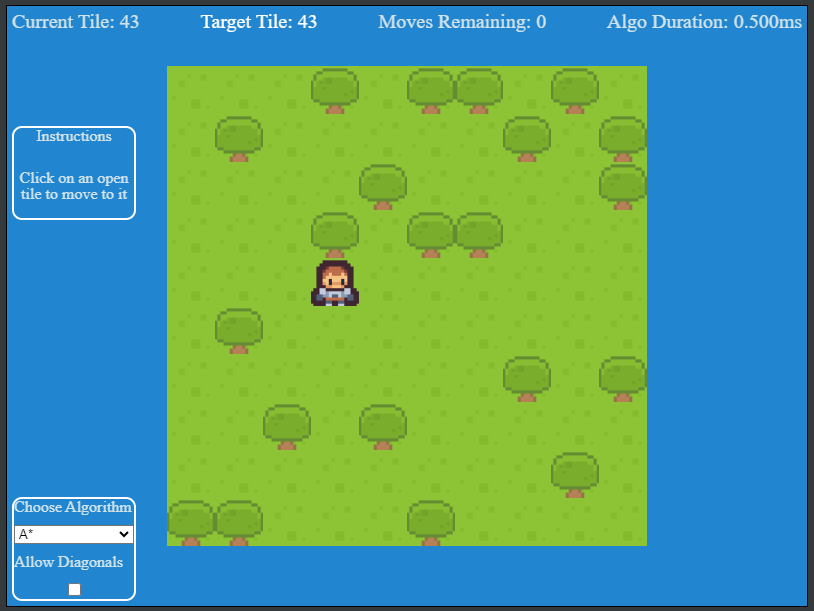 Current Tile: 43
Target Tile: 43
Moves Remaining: 0
Algo Duration: 0.500ms
Instructions
Click on an open
tile to move to it
Choose Algorithm
A*
Allow Diagonals